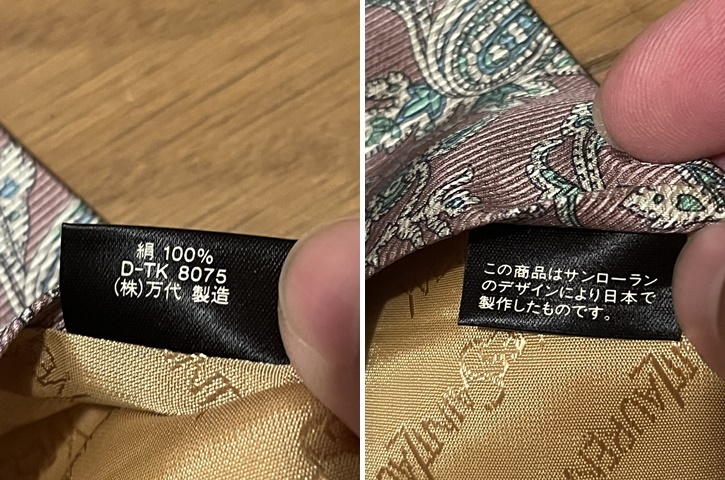 絹 100%
D-TK 8075
(株)万代 製造
この商品はサンローラン
のデザインにより日本で
製作したものです。